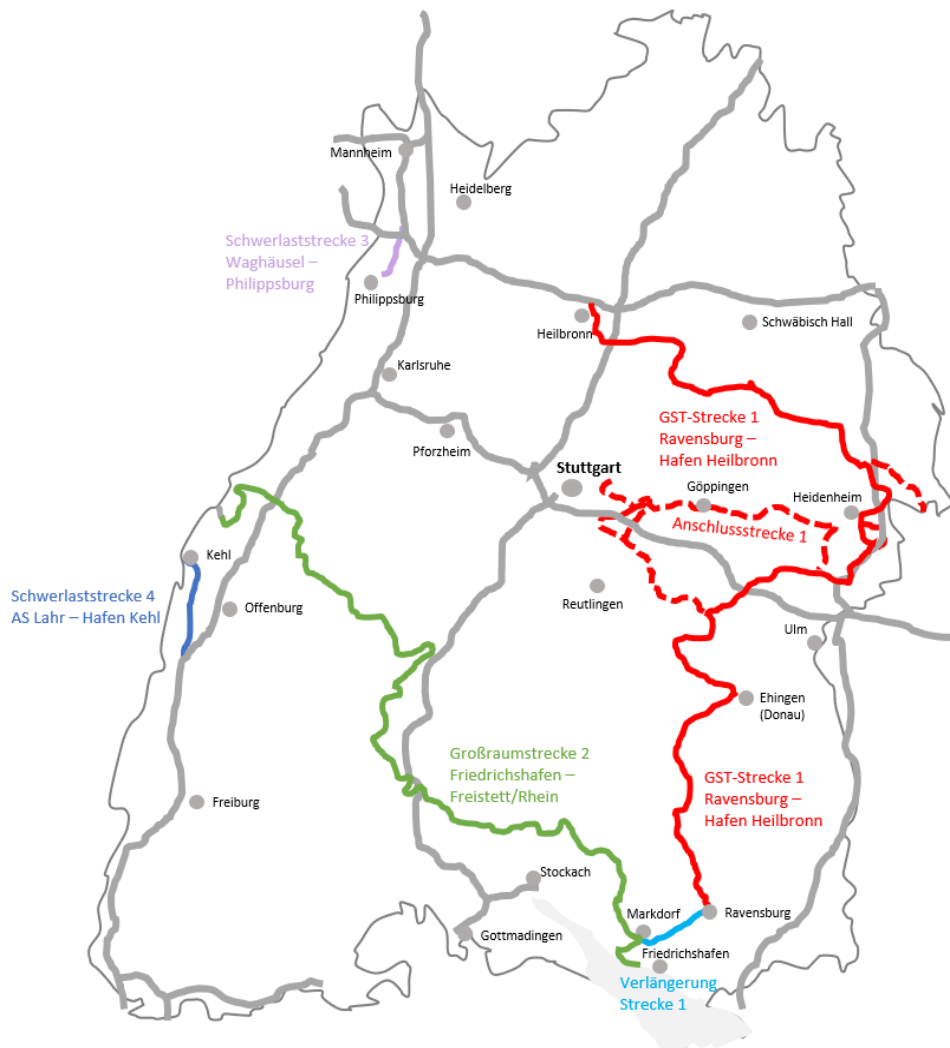 Mannheim
Heidelberg
Schwerlaststrecke 3
Waghäusel –
Philippsburg
Philippsburg
Heilbronn
Schwäbisch Hall
Karlsruhe
GST-Strecke 1
Ravensburg –
Hafen Heilbronn
Pforzheim
Stuttgart
Göppingen
Heidenheim
Anschlussstrecke 1
Kehl
Schwerlaststrecke 4
AS Lahr – Hafen Kehl
Offenburg
Reutlingen
Ulm
Ehingen
(Donau)
Großraumstrecke 2
Friedrichshafen –
Freistett/Rhein
GST-Strecke 1
Ravensburg –
Hafen Heilbronn
Freiburg
Stockach
Markdorf
Ravensburg
Gottmadingen
Friedrichshafen
Verlängerung
Strecke 1